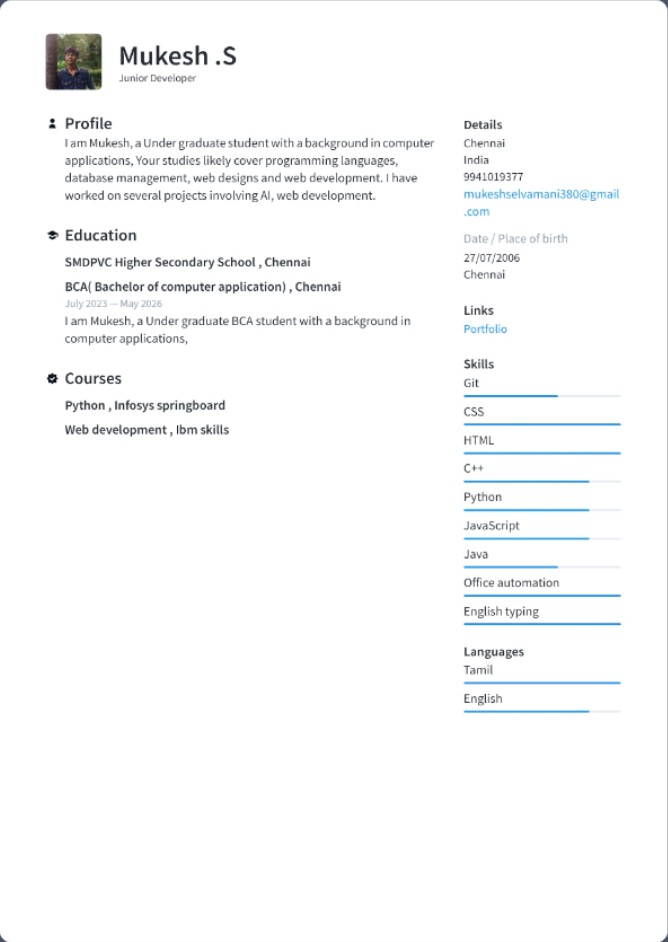 Mukesh .S
Junior Developer
Profile
I am Mukesh, a Under graduate student with a background in computer
applications, Your studies likely cover programming languages,
database management, web designs and web development. I have
worked on several projects involving AI, web development.
Education
SMDPVC Higher Secondary School , Chennai
BCA( Bachelor of computer application) , Chennai
July 2023 — May 2026
I am Mukesh, a Under graduate BCA student with a background in
computer applications,
Courses
Python , Infosys springboard
Web development , Ibm skills
Details
Chennai
India
9941019377
mukeshselvamani380@gmail
.com
Date / Place of birth
27/07/2006
Chennai
Links
Portfolio
Skills
Git
CSS
HTML
C++
Python
JavaScript
Java
Office automation
English typing
Languages
Tamil
English